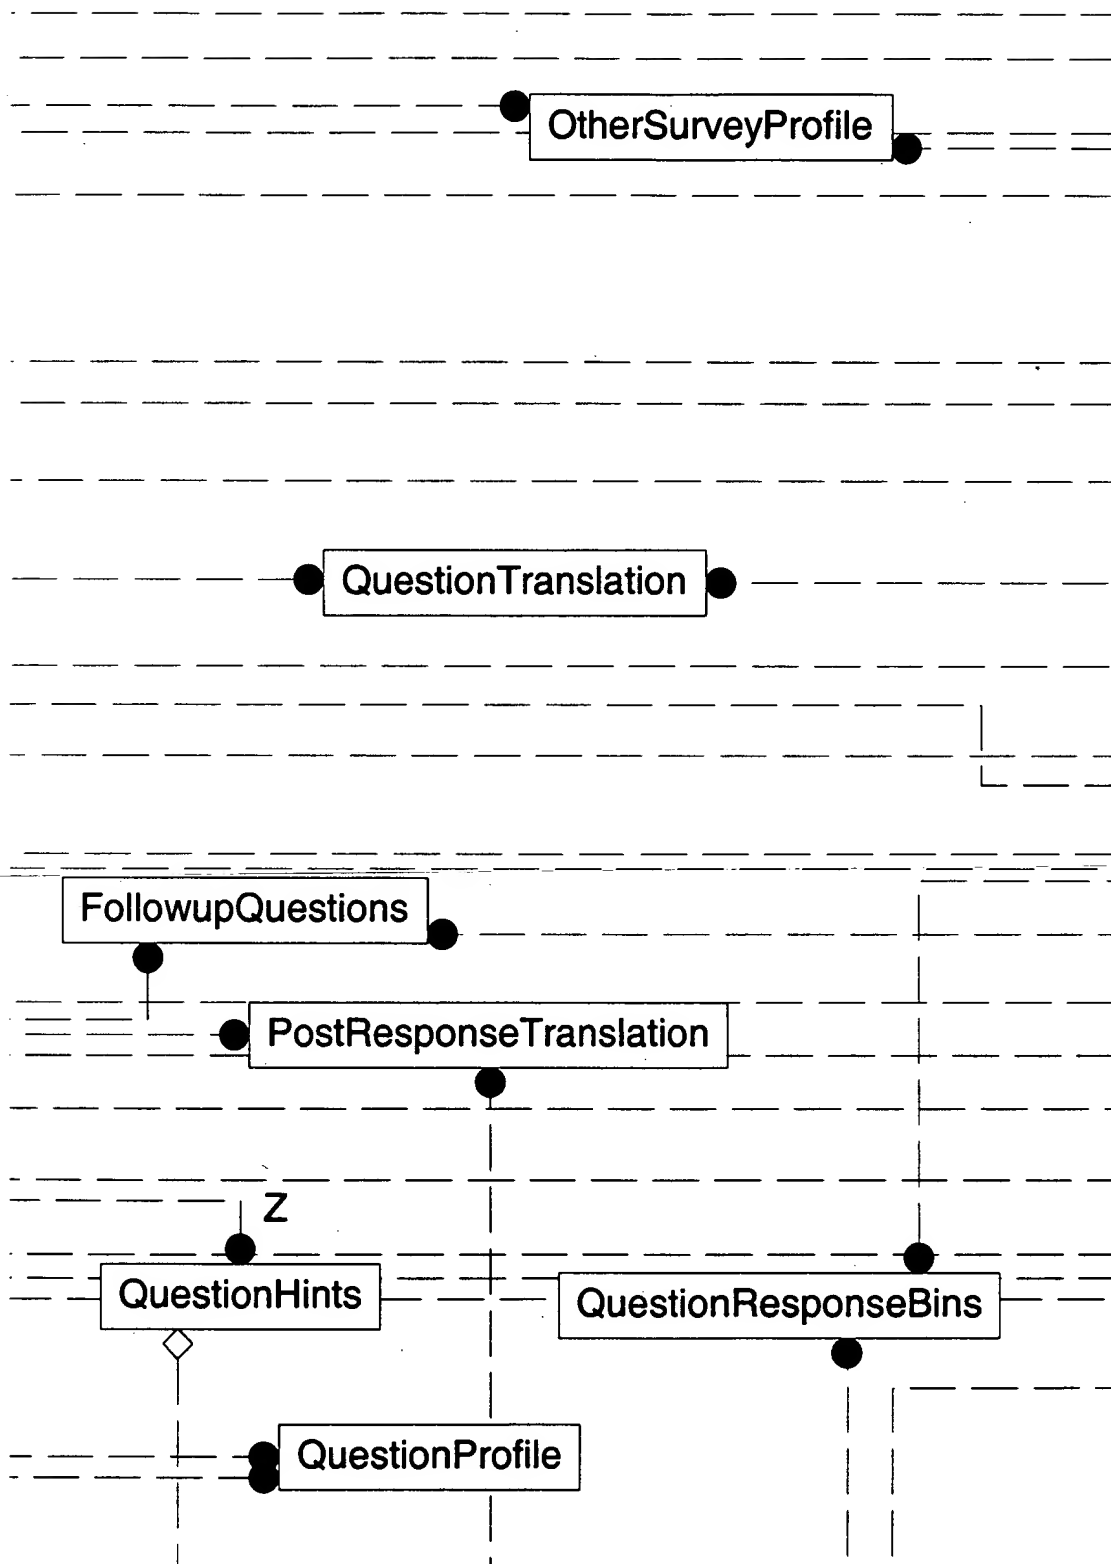 OtherSurveyProfile
QuestionTranslation
FollowupQuestions
PostResponseTranslation
Z
QuestionHints
QuestionResponseBins
QuestionProfile